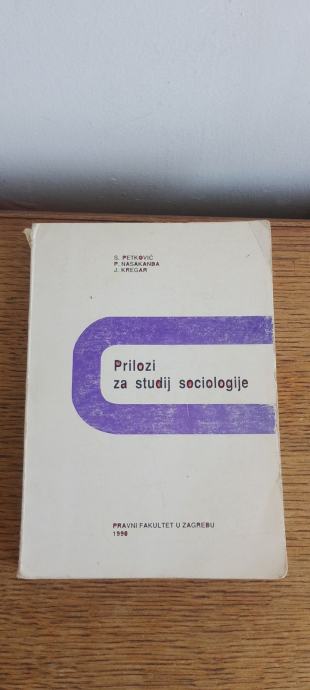 S. PETKOVIĆ
P. NASAKANDA
J. KREGAR
Prilozi
za studij sociologije
PRAVNI FAKULTET U ZAGREBU
1990